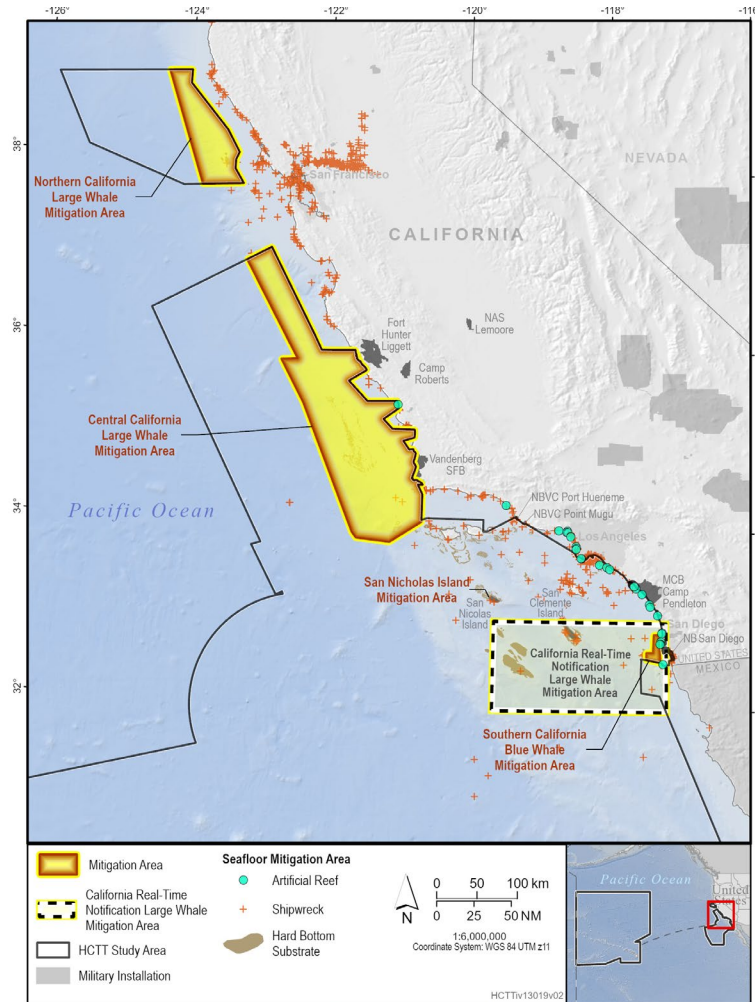 -126°
-124°
-122°
-120°
-118°
-116
38°
36°
34°
32°
NEVADA
San Francisco
CALIFORNIA
Northern California
Large Whale
Mitigation Area
NAS
Lemoore
Fort
Hunter
Liggett
Camp
Roberts
Central California
Large Whale
Mitigation Area
Vandenberg
SFB
Pacific Ocean
NBVC Port Hueneme
NBVC Point Mugu
Los Angeles
San Nicholas Island
Mitigation Area
MCB
Camp
Pendleton
San
Nicolas
Island
San
Clemente
Island
San Diego
NB San Diego
UNITED STATES
MÉXICO
California Real-Time
Notification
Large Whale
Mitigation Area
Southern California
Blue Whale
Mitigation Area
Mitigation Area
California Real-Time
Notification Large Whale
Mitigation Area
HCTT Study Area
Military Installation
Seafloor Mitigation Area
Artificial Reef
Shipwreck
Hard Bottom
Substrate
N
0 50 100 km
0 25 50 NM
1:6,000,000
Coordinate System: WGS 84 UTM z11
HCTTiv13019v02
Pacific Ocean
United
States